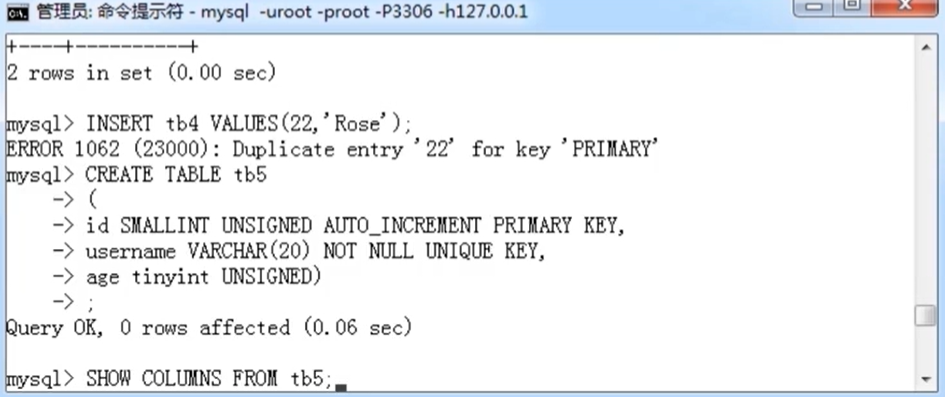 管理员: 命令提示符 - mysql  -uroot -proot -P3306 -h127.0.0.1
+----+----------+
2 rows in set (0.00 sec)
mysql> INSERT tb4 VALUES(22,'Rose');
ERROR 1062 (23000): Duplicate entry '22' for key 'PRIMARY'
mysql> CREATE TABLE tb5
    -> (
    -> id SMALLINT UNSIGNED AUTO_INCREMENT PRIMARY KEY,
    -> username VARCHAR(20) NOT NULL UNIQUE KEY,
    -> age tinyint UNSIGNED)
    -> ;
Query OK, 0 rows affected (0.06 sec)
mysql> SHOW COLUMNS FROM tb5;